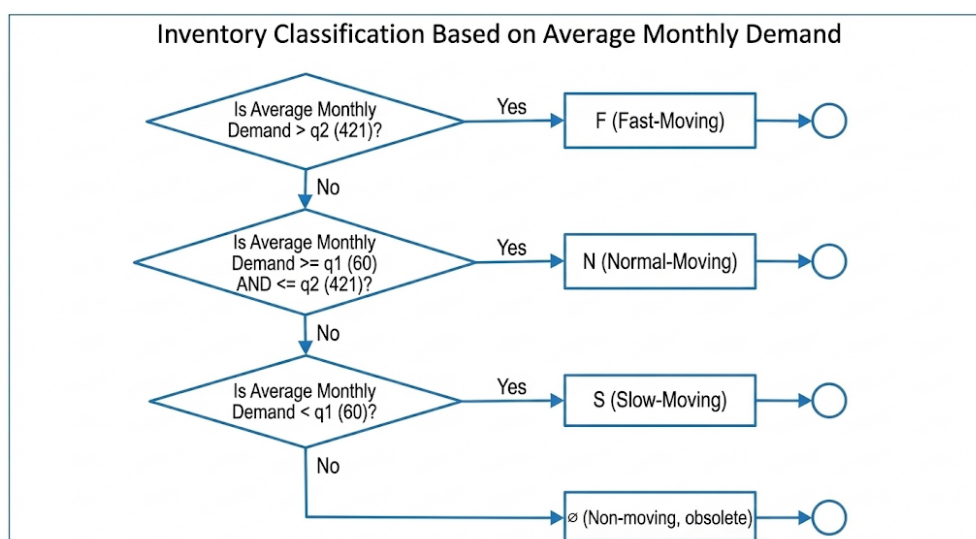 Inventory Classification Based on Average Monthly Demand
Is Average Monthly
Demand > q2 (421)?
Yes
F (Fast-Moving)
No
Is Average Monthly
Demand >= q1 (60)
AND <= q2 (421)?
Yes
N (Normal-Moving)
No
Is Average Monthly
Demand < q1 (60)?
Yes
S (Slow-Moving)
No
⌀ (Non-moving, obsolete)